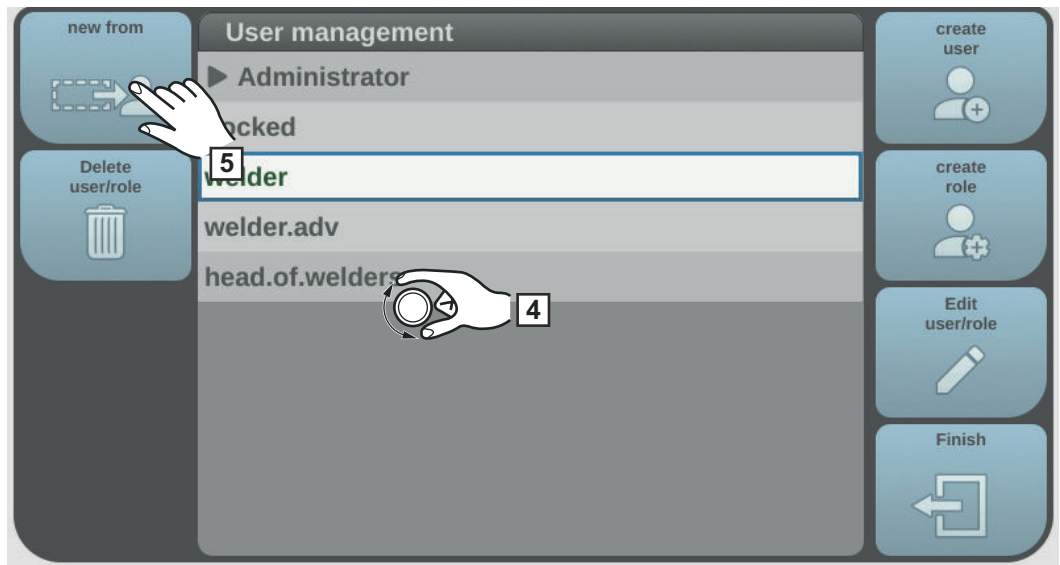 new from
User management
create
user
Administrator
locked
5
Delete
user/role
welder
create
role
welder.adv
head.of.welders
4
Edit
user/role
Finish